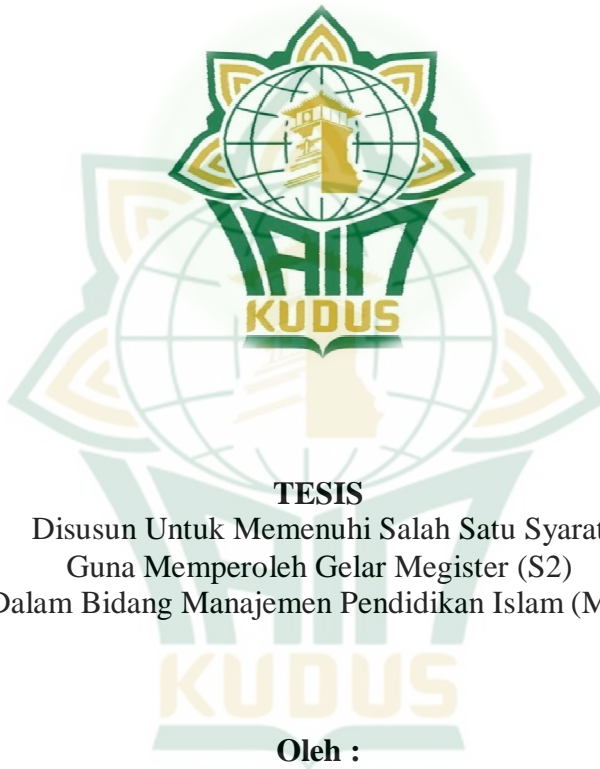 IAIN
KUDUS
TESIS
Disusun Untuk Memenuhi Salah Satu Syarat
Guna Memperoleh Gelar Megister (S2)
Dalam Bidang Manajemen Pendidikan Islam (M
KUDUS
Oleh :